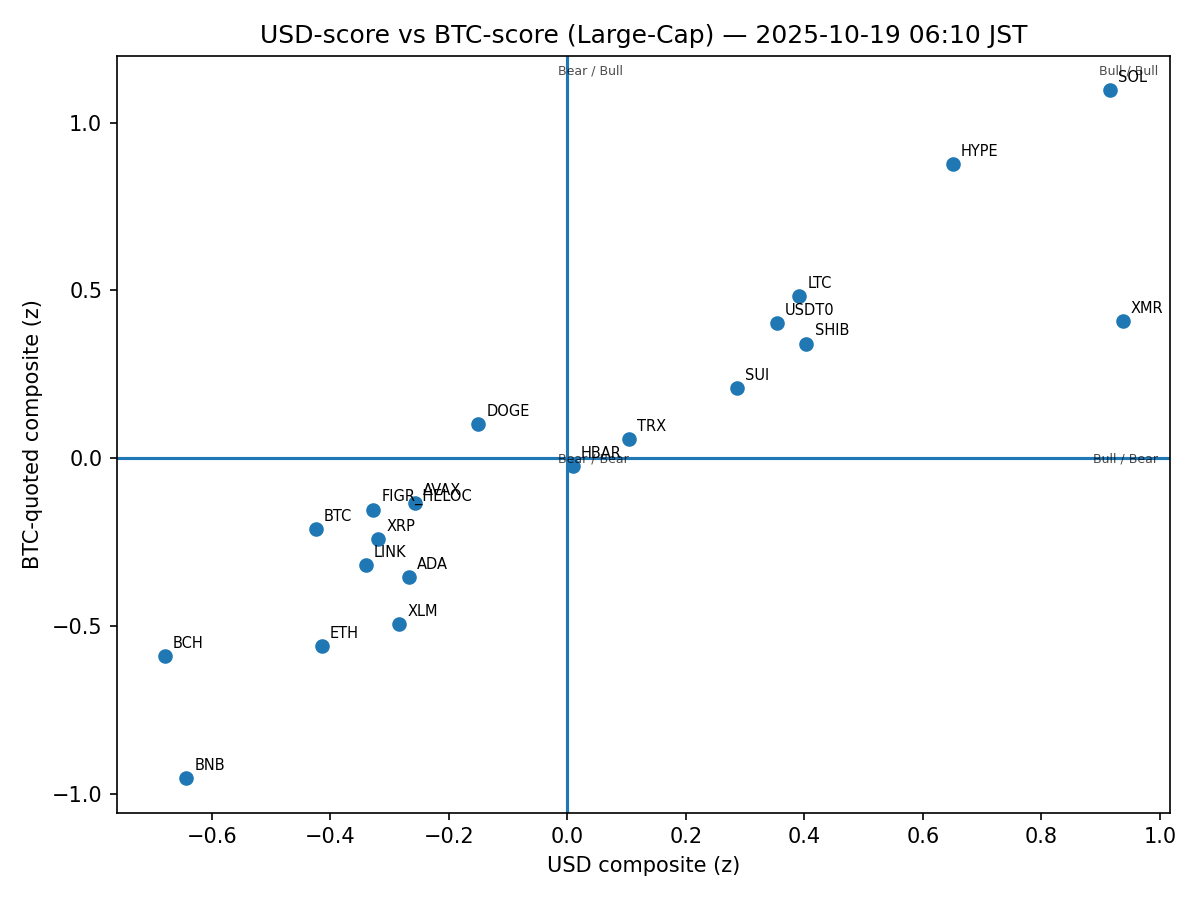 USD-score vs BTC-score (Large-Cap) — 2025-10-19 06:10 JST
Bear / Bull
Bull / Bull
SOL
1.0
HYPE
0.5
LTC
USDT0
XMR
SHIB
SUI
DOGE
TRX
HBAR
0.0
Bear / Bear
Bull / Bear
AVAX
FIGR_HELOC
BTC
XRP
LINK
ADA
XLM
−0.5
ETH
BCH
BNB
−1.0
BTC-quoted composite (z)
−0.6
−0.4
−0.2
0.0
0.2
0.4
0.6
0.8
1.0
USD composite (z)